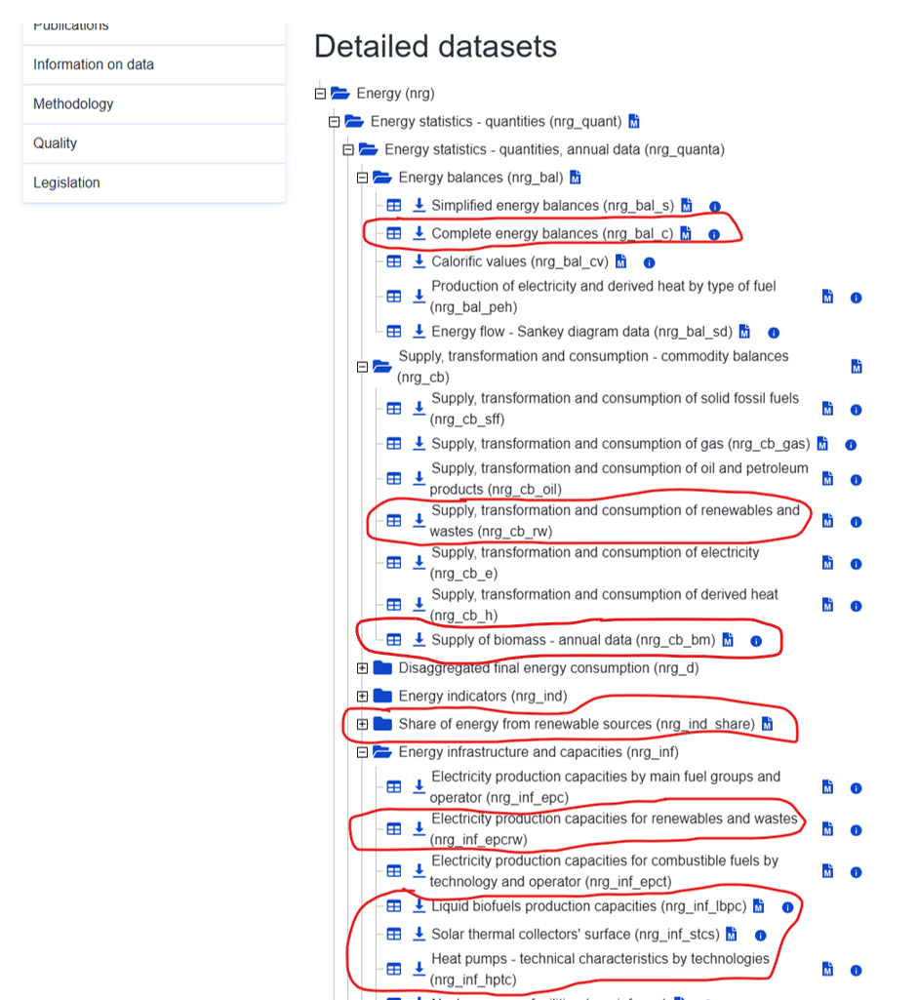 Publications
Information on data
Methodology
Quality
Legislation
Detailed datasets
Energy (nrg)
Energy statistics - quantities (nrg_quant)
Energy statistics - quantities, annual data (nrg_quanta)
Energy balances (nrg_bal)
Simplified energy balances (nrg_bal_s)
Complete energy balances (nrg_bal_c)
Calorific values (nrg_bal_cv)
Production of electricity and derived heat by type of fuel
(nrg_bal_peh)
Energy flow - Sankey diagram data (nrg_bal_sd)
Supply, transformation and consumption - commodity balances
(nrg_cb)
Supply, transformation and consumption of solid fossil fuels
(nrg_cb_sff)
Supply, transformation and consumption of gas (nrg_cb_gas)
Supply, transformation and consumption of oil and petroleum
products (nrg_cb_oil)
Supply, transformation and consumption of renewables and
wastes (nrg_cb_rw)
Supply, transformation and consumption of electricity
(nrg_cb_e)
Supply, transformation and consumption of derived heat
(nrg_cb_h)
Supply of biomass - annual data (nrg_cb_bm)
Disaggregated final energy consumption (nrg_d)
Energy indicators (nrg_ind)
Share of energy from renewable sources (nrg_ind_share)
Energy infrastructure and capacities (nrg_inf)
Electricity production capacities by main fuel groups and
operator (nrg_inf_epc)
Electricity production capacities for renewables and wastes
(nrg_inf_epcrw)
Electricity production capacities for combustible fuels by
technology and operator (nrg_inf_epct)
Liquid biofuels production capacities (nrg_inf_lbpc)
Solar thermal collectors' surface (nrg_inf_stcs)
Heat pumps - technical characteristics by technologies
(nrg_inf_hptc)